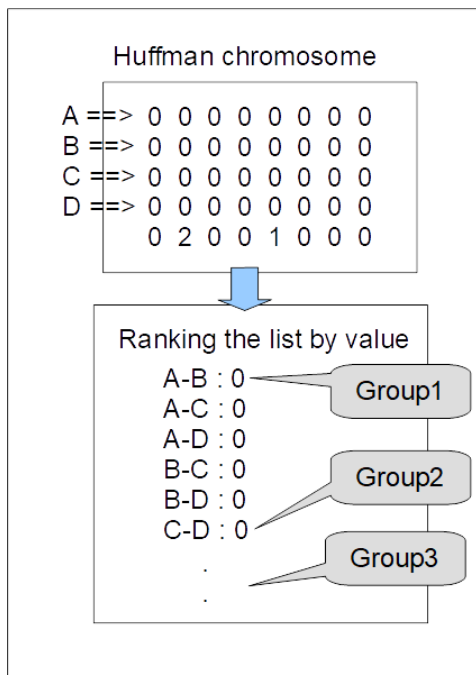 Huffman chromosome
A ==> 0 0 0 0 0 0 0 0
B ==> 0 0 0 0 0 0 0 0
C ==> 0 0 0 0 0 0 0 0
D ==> 0 0 0 0 0 0 0 0
0 2 0 0 1 0 0 0
Ranking the list by value
A-B : 0
Group1
A-C : 0
A-D : 0
B-C : 0
B-D : 0
Group2
C-D : 0
Group3
.
.